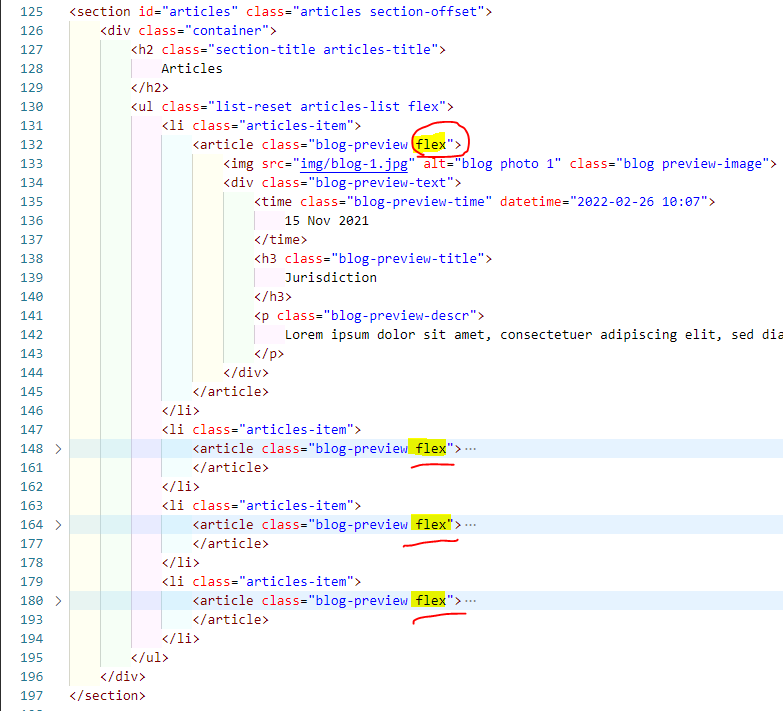 125 <section id="articles" class="articles section-offset">
126 <div class="container">
127 <h2 class="section-title articles-title">
128 Articles
129 </h2>
130 <ul class="list-reset articles-list flex">
131 <li class="articles-item">
132 <article class="blog-preview flex">
133 <img src="img/blog-1.jpg" alt="blog photo 1" class="blog preview-image">
134 <div class="blog-preview-text">
135 <time class="blog-preview-time" datetime="2022-02-26 10:07">
136 15 Nov 2021
137 </time>
138 <h3 class="blog-preview-title">
139 Jurisdiction
140 </h3>
141 <p class="blog-preview-descr">
142 Lorem ipsum dolor sit amet, consectetuer adipiscing elit, sed dia
143 </p>
144 </div>
145 </article>
146 </li>
147 <li class="articles-item">
148 <article class="blog-preview flex"> ⋯
161 </article>
162 </li>
163 <li class="articles-item">
164 <article class="blog-preview flex"> ⋯
177 </article>
178 </li>
179 <li class="articles-item">
180 <article class="blog-preview flex"> ⋯
193 </article>
194 </li>
195 </ul>
196 </div>
197 </section>